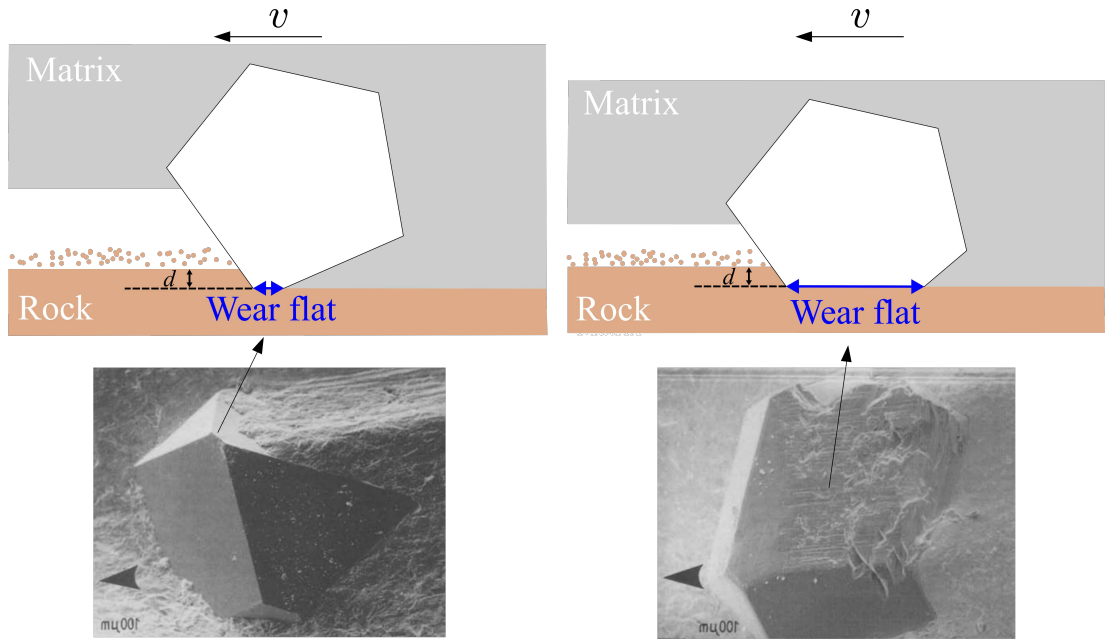 v
v
Matrix
Matrix
d
d
Rock
Wear flat
Rock
Wear flat
100μm
100μm